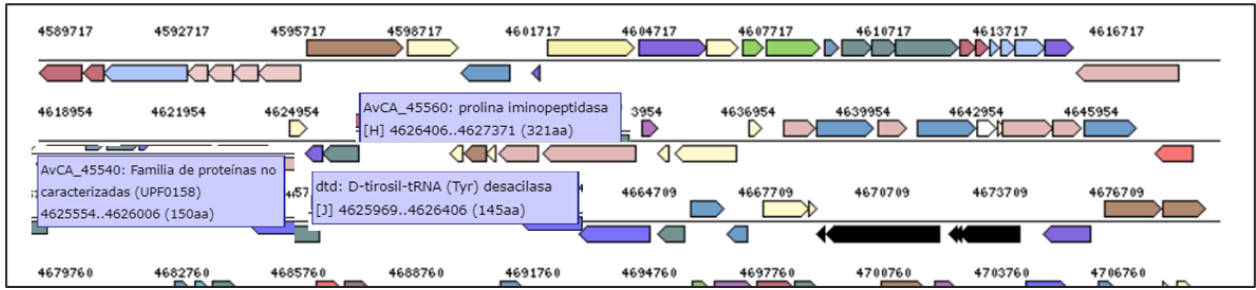 4589717 4592717 4595717 4598717 4601717 4604717 4607717 4610717 4613717 4616717
4618954 4621954 4624954 3954 4636954 4639954 4642954 4645954
AvCA_45560: prolina iminopeptidasa
[H] 4626406..4627371 (321aa)
AvCA_45540: Familia de proteínas no
caracterizadas (UPF0158)
4625554..4626006 (150aa)
dtd: D-tirosil-tRNA (Tyr) desacilasa
[J] 4625969..4626406 (145aa)
4664709 4667709 4670709 4673709 4676709
4679760 4682760 4685760 4688760 4691760 4694760 4697760 4700760 4703760 4706760